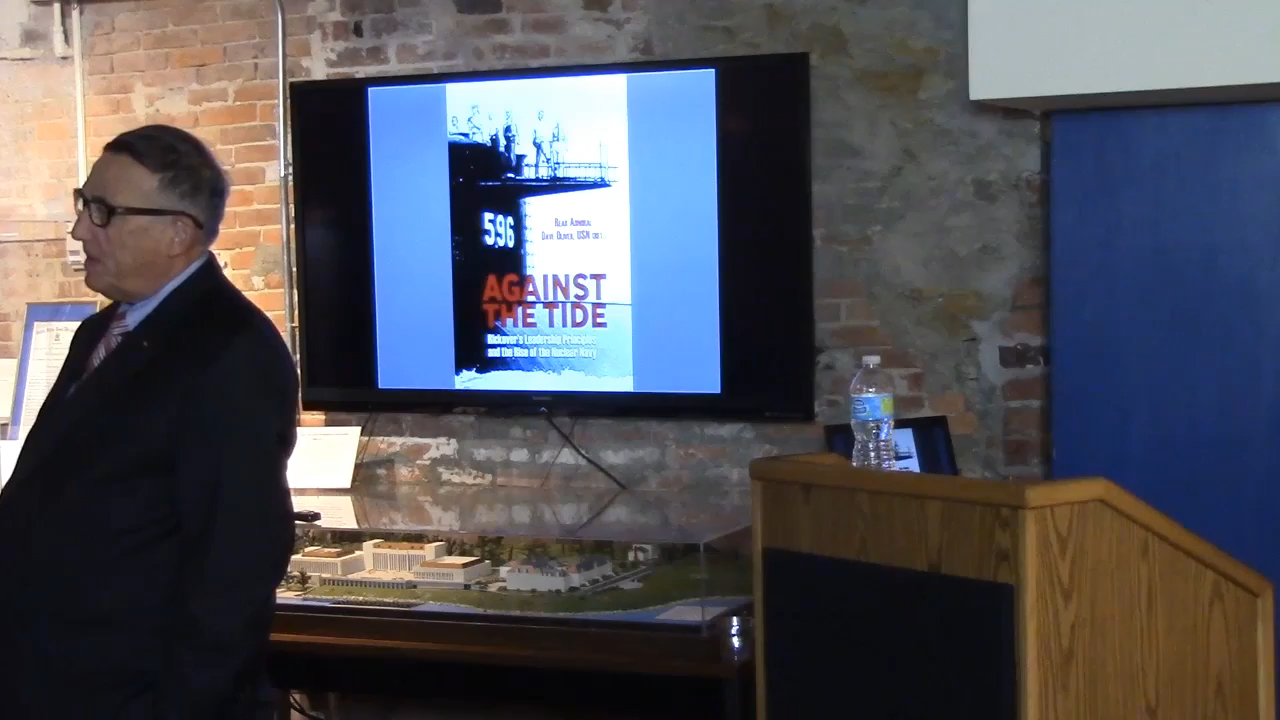 596
Rear Admiral
Dave Oliver, USN (ret.)
AGAINST
THE TIDE
Rickover's Leadership Principles
and the Rise of the Nuclear Navy